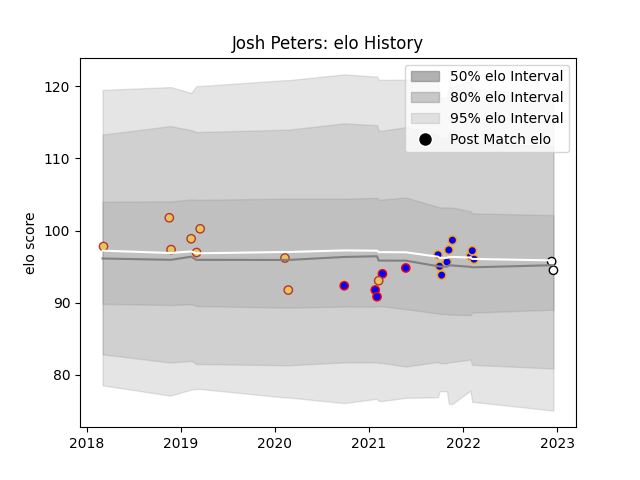 Josh Peters: elo History
50% elo Interval
80% elo Interval
95% elo Interval
Post Match elo
elo score
120
110
100
90
80
2018 2019 2020 2021 2022 2023